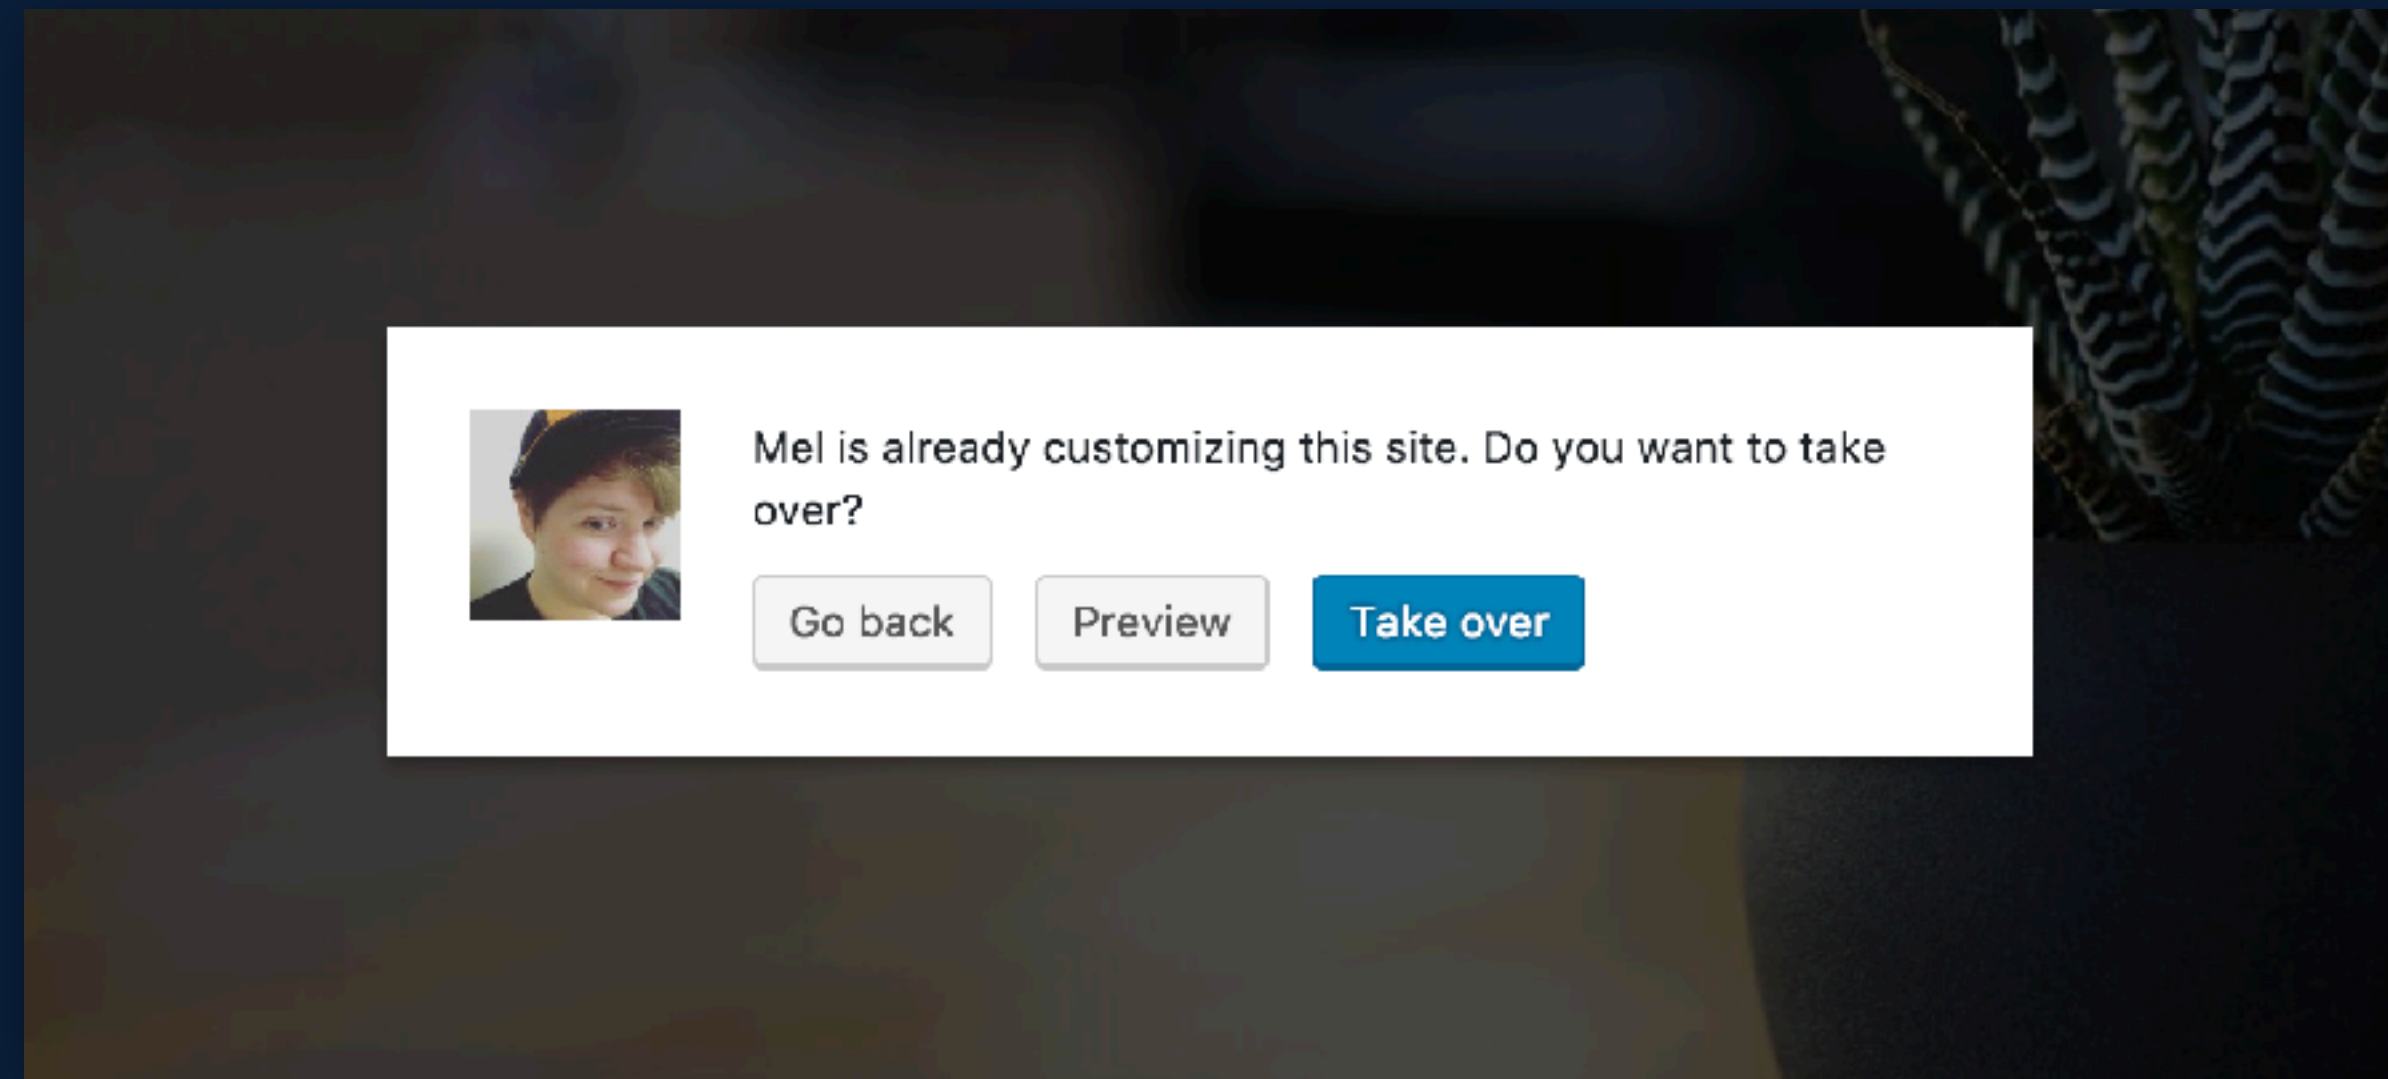 Mel is already customizing this site. Do you want to take
over?
Go back Preview Take over